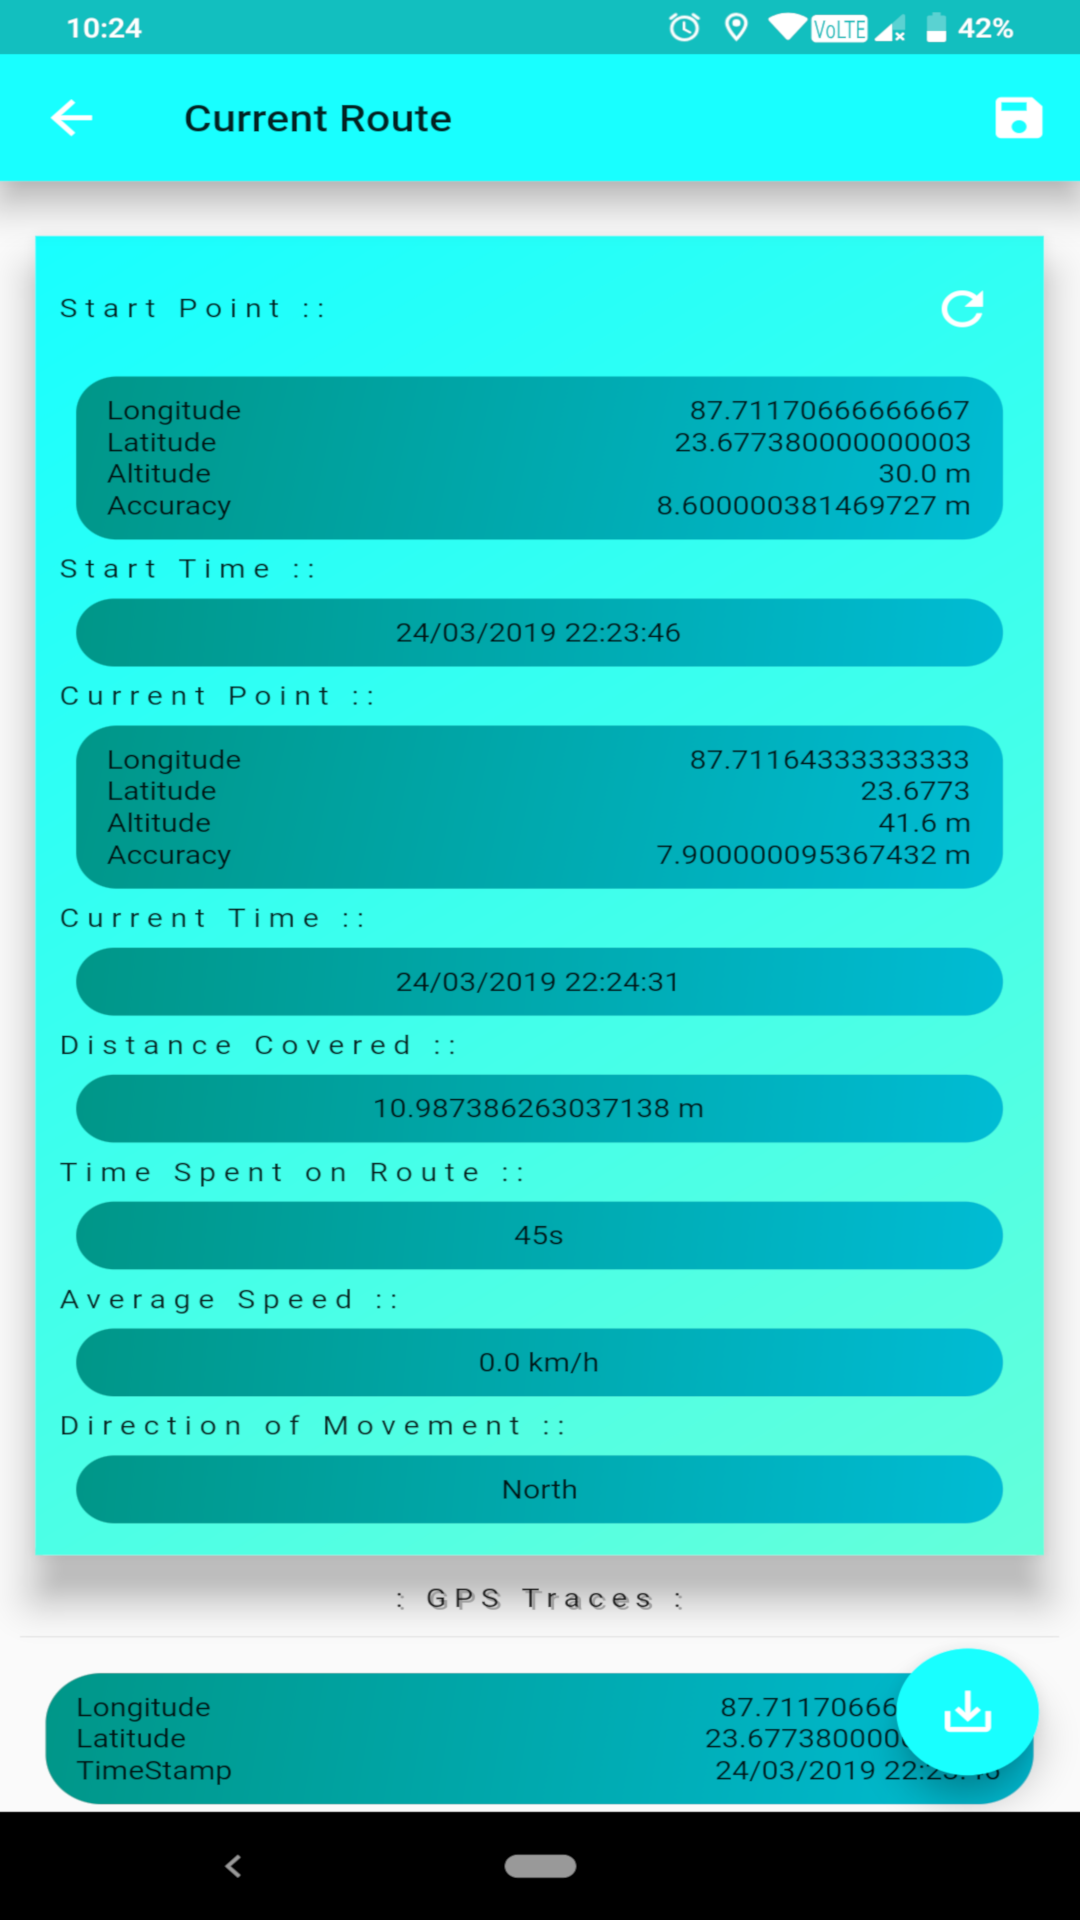 10:24 VoLTE 42%
Current Route
Start Point ::
Longitude 87.71170666666667
Latitude 23.677380000000003
Altitude 30.0 m
Accuracy 8.600000381469727 m
Start Time ::
24/03/2019 22:23:46
Current Point ::
Longitude 87.71164333333333
Latitude 23.6773
Altitude 41.6 m
Accuracy 7.900000095367432 m
Current Time ::
24/03/2019 22:24:31
Distance Covered ::
10.987386263037138 m
Time Spent on Route ::
45s
Average Speed ::
0.0 km/h
Direction of Movement ::
North
: GPS Traces :
Longitude 87.71170666
Latitude 23.67738000
TimeStamp 24/03/2019